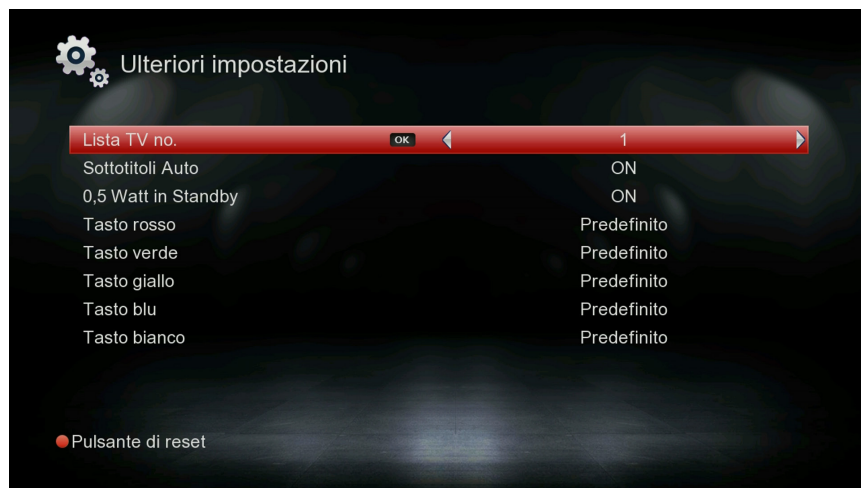 Ulteriori impostazioni
Lista TV no. OK 1
Sottotitoli Auto ON
0,5 Watt in Standby ON
Tasto rosso Predefinito
Tasto verde Predefinito
Tasto giallo Predefinito
Tasto blu Predefinito
Tasto bianco Predefinito
Pulsante di reset